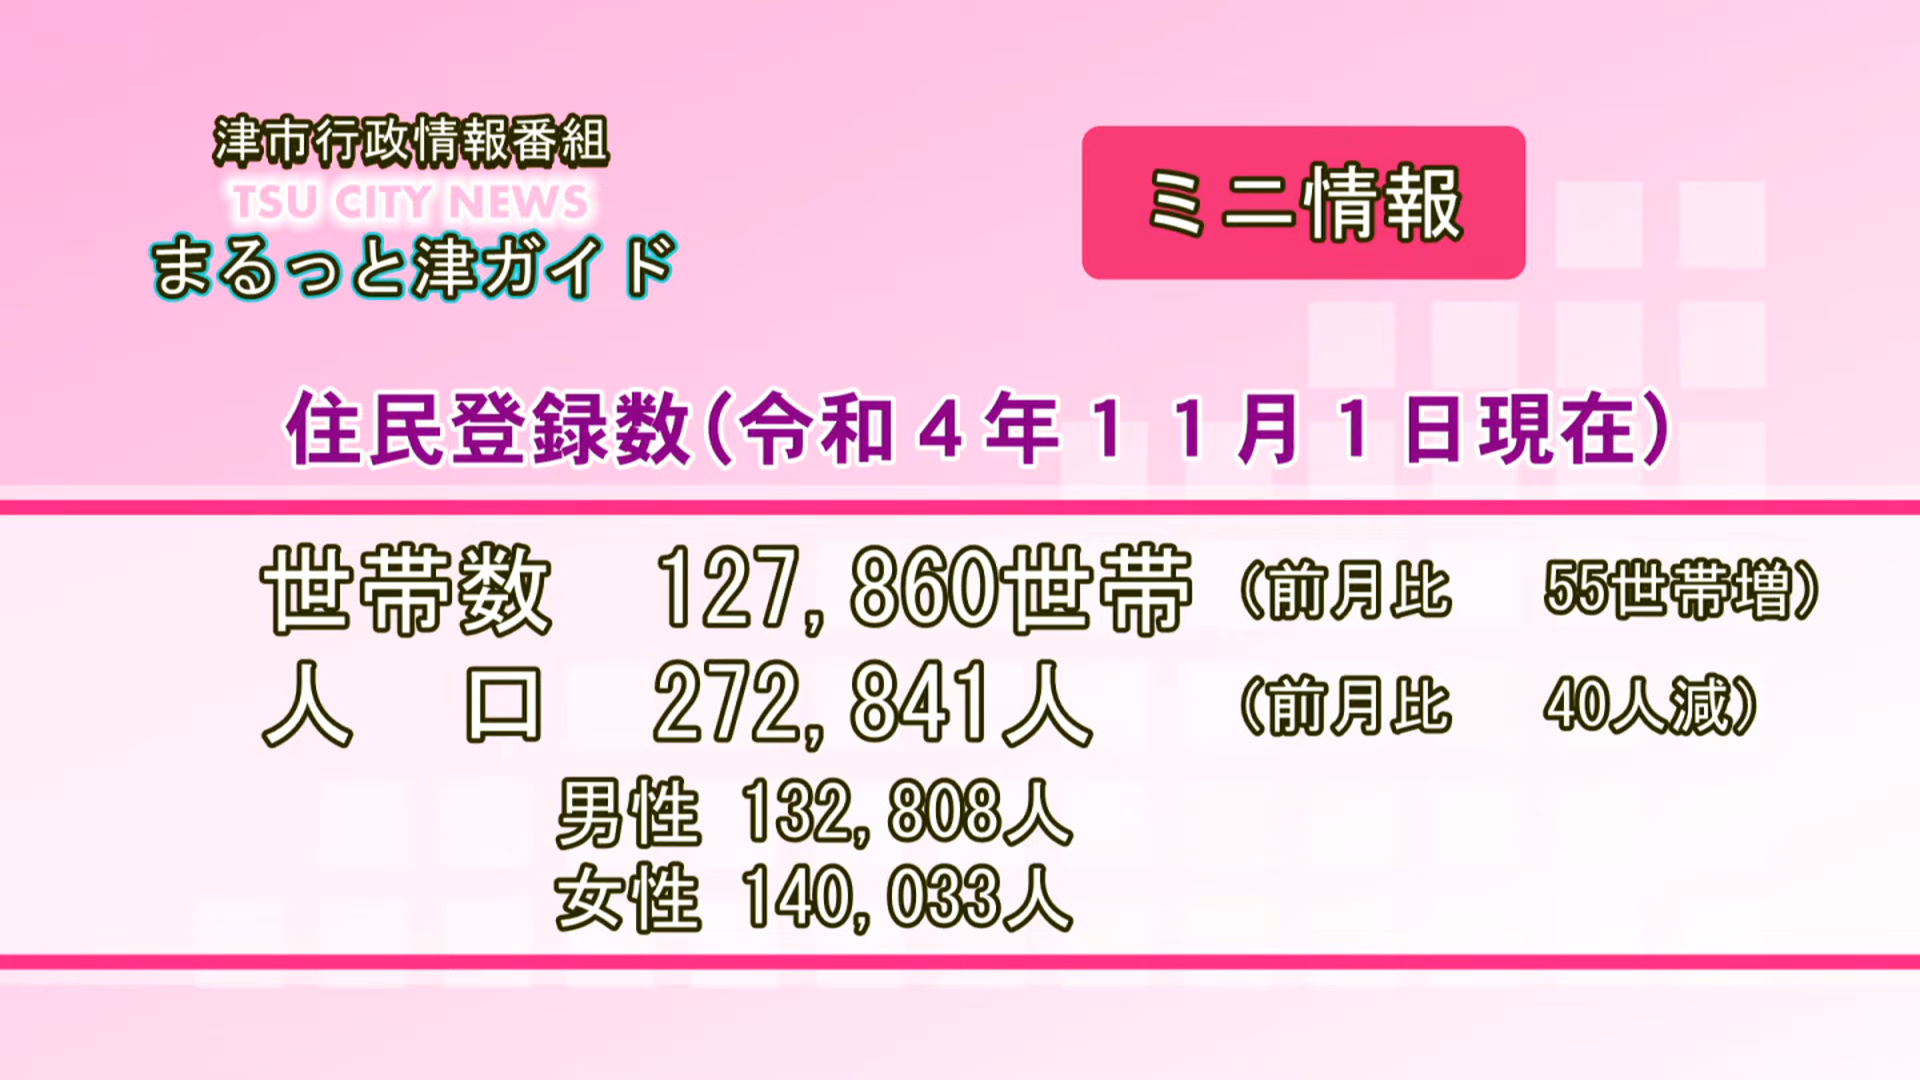 津市行政情報番組
TSU CITY NEWS
まるっと津ガイド
ミニ情報
住民登録数(令和４年１１月１日現在)
世帯数　127,860世帯 (前月比　55世帯増)
人　口　272,841人 (前月比　40人減)
男性 132,808人
女性 140,033人